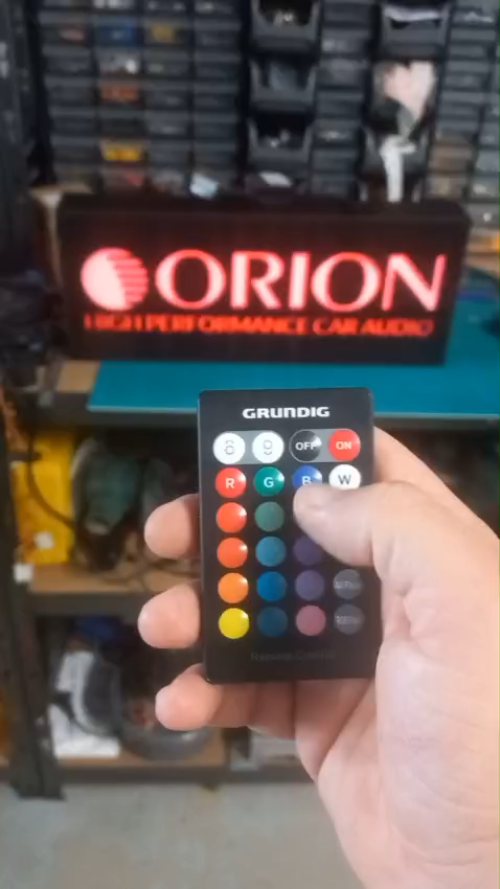 ORION
HIGH PERFORMANCE CAR AUDIO
GRUNDIG
OFF ON
R G B W